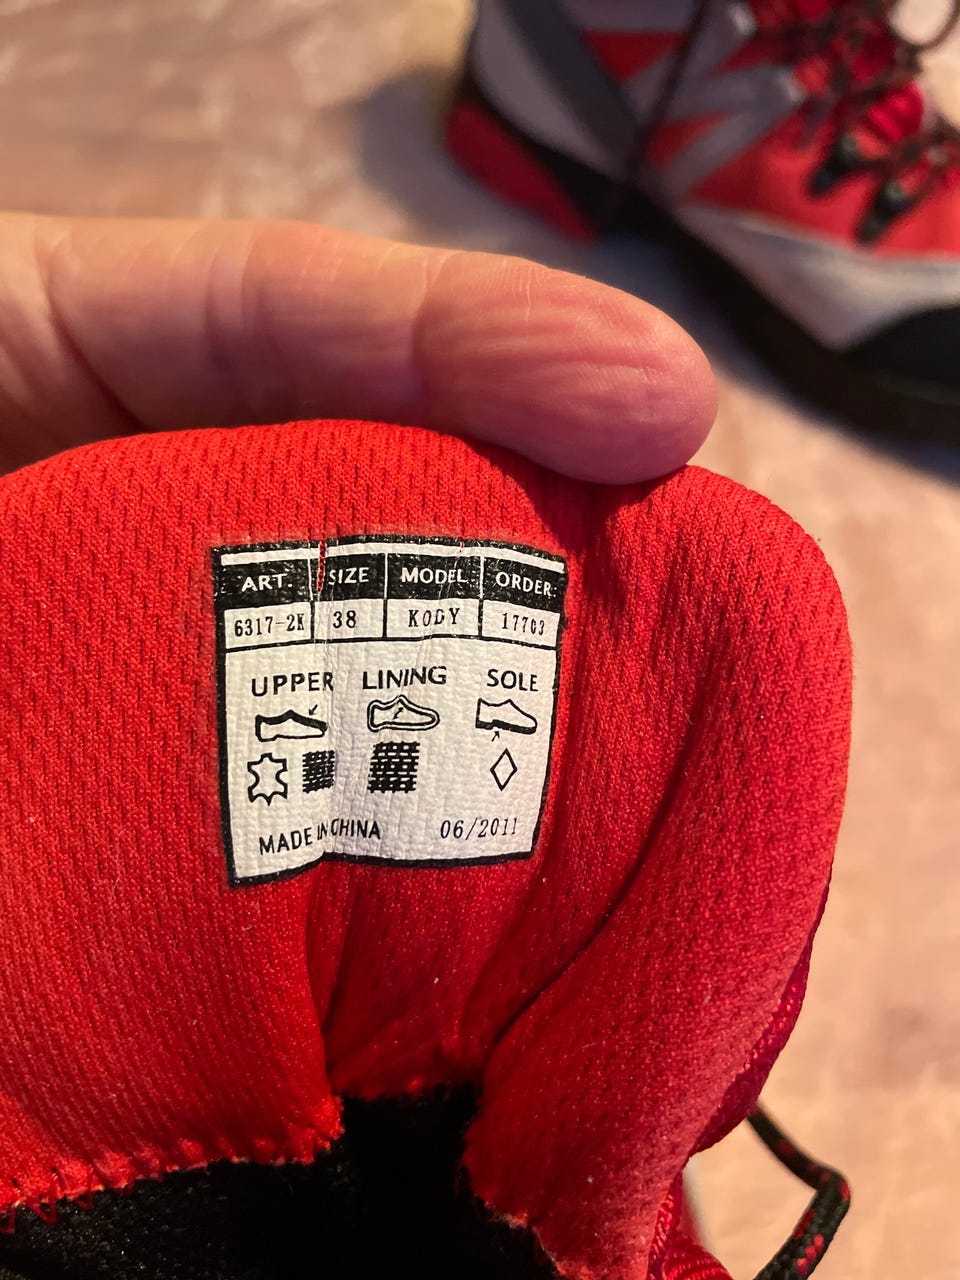 ART. SIZE MODEL ORDER:
6317-2K 38 KODY 17703
UPPER LINING SOLE
MADE IN CHINA 06/2011